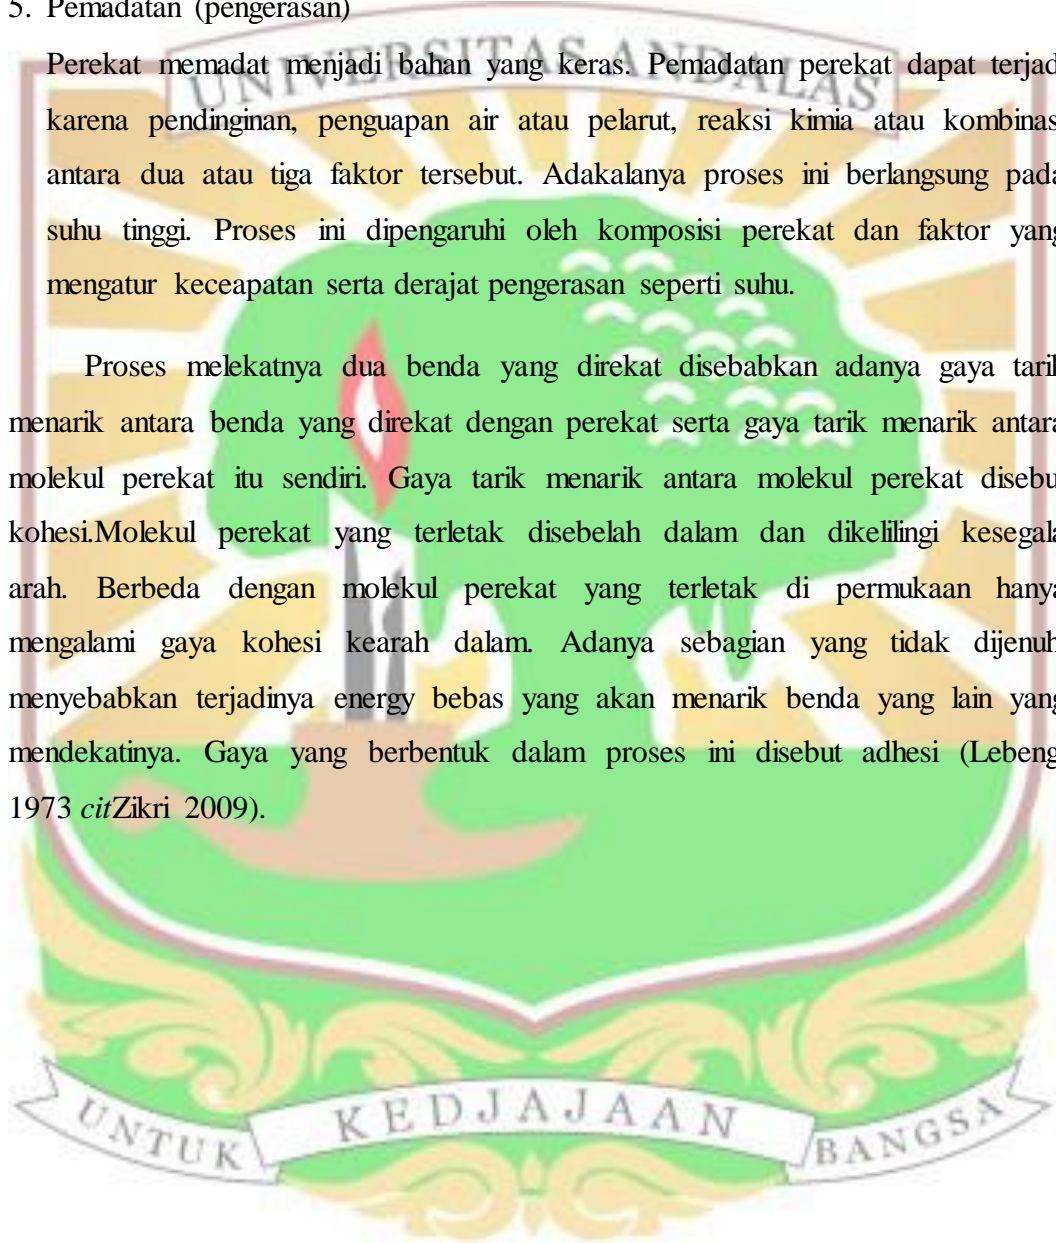 5. Pemadatan (pengerasan)
UNIVERSITAS ANDALAS
Perekat memadat menjadi bahan yang keras. Pemadatan perekat dapat terjad
karena pendinginan, penguapan air atau pelarut, reaksi kimia atau kombinas
antara dua atau tiga faktor tersebut. Adakalanya proses ini berlangsung pada
suhu tinggi. Proses ini dipengaruhi oleh komposisi perekat dan faktor yang
mengatur keceapatan serta derajat pengerasan seperti suhu.
Proses melekatnya dua benda yang direkat disebabkan adanya gaya tarik
menarik antara benda yang direkat dengan perekat serta gaya tarik menarik antara
molekul perekat itu sendiri. Gaya tarik menarik antara molekul perekat disebu
kohesi.Molekul perekat yang terletak disebelah dalam dan dikelilingi kesegala
arah. Berbeda dengan molekul perekat yang terletak di permukaan hanya
mengalami gaya kohesi kearah dalam. Adanya sebagian yang tidak dijenuh
menyebabkan terjadinya energy bebas yang akan menarik benda yang lain yang
mendekatinya. Gaya yang berbentuk dalam proses ini disebut adhesi (Lebeng
1973 citZikri 2009).
UNTUK KEDJAJAAN BANGSA